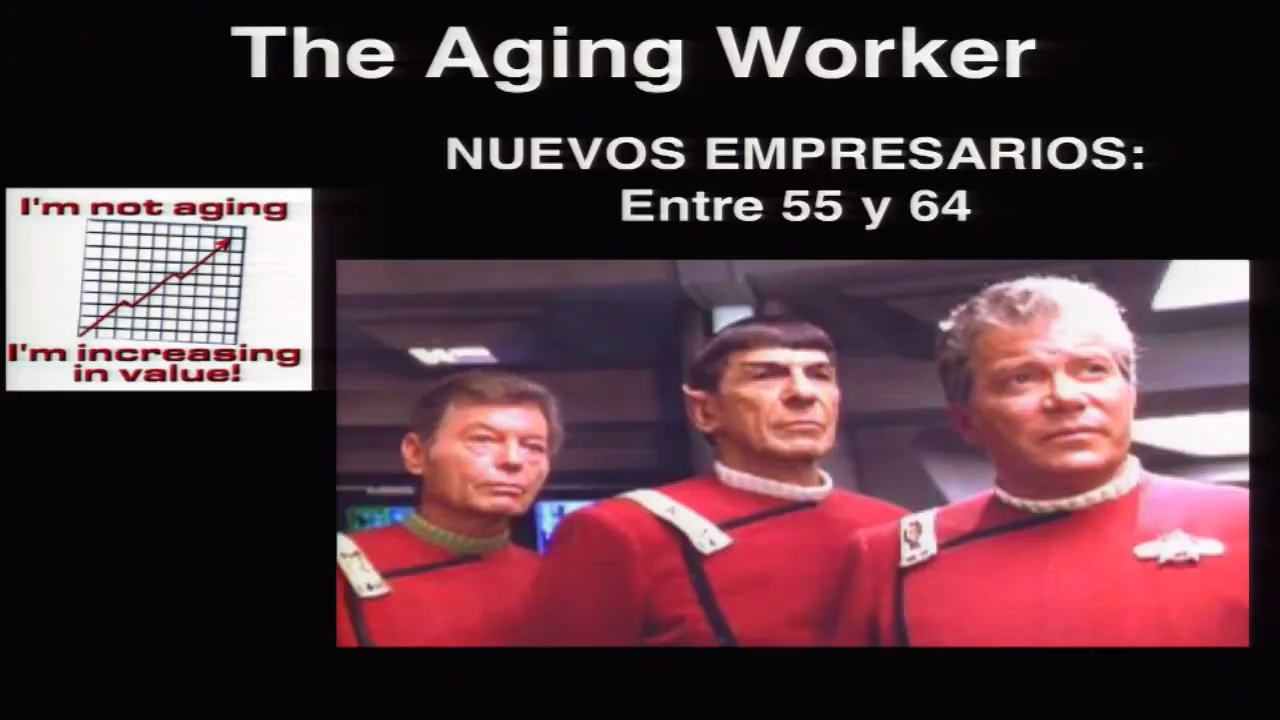 The Aging Worker
NUEVOS EMPRESARIOS:
Entre 55 y 64
I'm not aging
I'm increasing
in value!